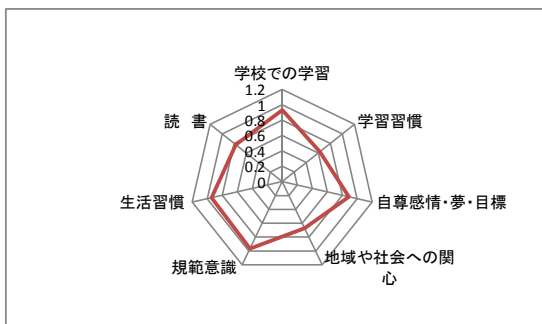 学校での学習
学習習慣
自尊感情・夢・目標
地域や社会への関
心
規範意識
生活習慣
読　書
1.2
1
0.8
0.6
0.4
0.2
0